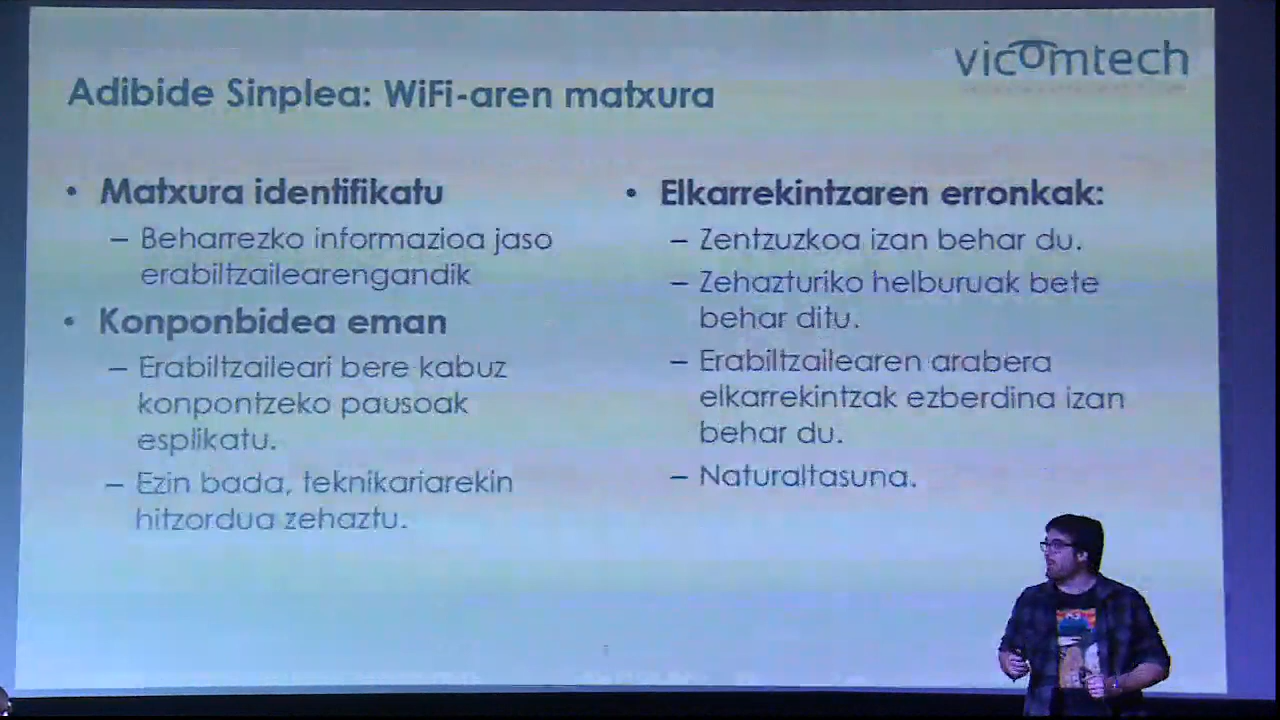 vicomtech
Adibide Sinplea: WiFi-aren matxura
• Matxura identifikatu
– Beharrezko informazioa jaso
erabiltzailearengandik
• Konponbidea eman
– Erabiltzaileari bere kabuz
konpontzeko pausoak
esplikatu.
– Ezin bada, teknikariarekin
hitzordua zehaztu.
• Elkarrekintzaren erronkak:
– Zentzuzkoa izan behar du.
– Zehazturiko helburuak bete
behar ditu.
– Erabiltzailearen arabera
elkarrekintzak ezberdina izan
behar du.
– Naturaltasuna.